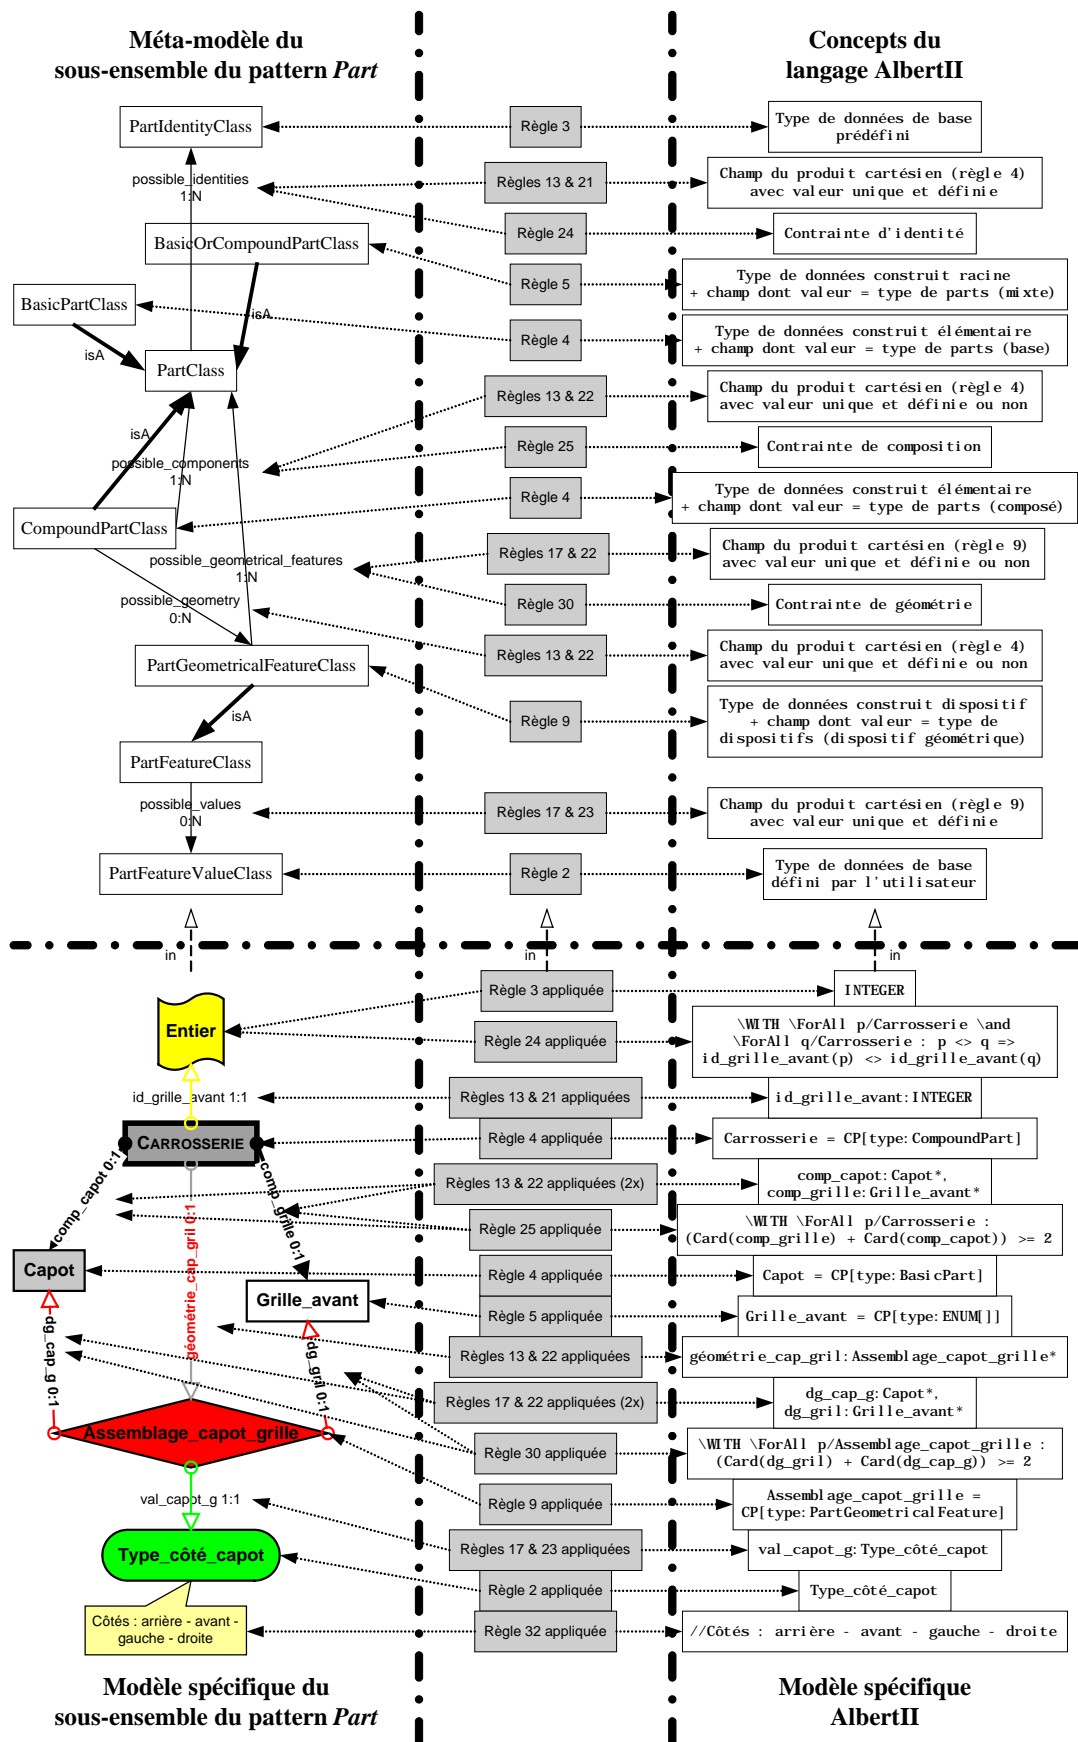 Méta-modèle du
sous-ensemble du pattern Part
Concepts du
langage AlbertII
PartIdentityClass
Règle 3
Type de données de base
prédéfini
possible_identities
1:N
Règles 13 & 21
Champ du produit cartésien (règle 4)
avec valeur unique et définie
Règle 24
Contrainte d'identité
BasicOrCompoundPartClass
Règle 5
Type de données construit racine
+ champ dont valeur = type de parts (mixte)
BasicPartClass
isA
isA
Règle 4
Type de données construit élémentaire
+ champ dont valeur = type de parts (base)
PartClass
Règles 13 & 22
Champ du produit cartésien (règle 4)
avec valeur unique et définie ou non
isA
possible_components
1:N
Règle 25
Contrainte de composition
CompoundPartClass
Règle 4
Type de données construit élémentaire
+ champ dont valeur = type de parts (composé)
possible_geometrical_features
1:N
Règles 17 & 22
Champ du produit cartésien (règle 9)
avec valeur unique et définie ou non
possible_geometry
0:N
Règle 30
Contrainte de géométrie
PartGeometricalFeatureClass
Règles 13 & 22
Champ du produit cartésien (règle 4)
avec valeur unique et définie ou non
isA
Règle 9
Type de données construit dispositif
+ champ dont valeur = type de
dispositifs (dispositif géométrique)
PartFeatureClass
possible_values
0:N
Règles 17 & 23
Champ du produit cartésien (règle 9)
avec valeur unique et définie
PartFeatureValueClass
Règle 2
Type de données de base
défini par l'utilisateur
in
in
in
Règle 3 appliquée
INTEGER
Entier
Règle 24 appliquée
\WITH \ForAll p/Carrosserie \and
\ForAll q/Carrosserie : p <> q =>
id_grille_avant(p) <> id_grille_avant(q)
id_grille_avant 1:1
Règles 13 & 21 appliquées
id_grille_avant:INTEGER
CARROSSERIE
Règle 4 appliquée
Carrosserie = CP[type:CompoundPart]
comp_capot 0:1
comp_grille 0:1
géométrie_cap_gril 0:1
Règles 13 & 22 appliquées (2x)
comp_capot:Capot*,
comp_grille:Grille_avant*
Règle 25 appliquée
\WITH \ForAll p/Carrosserie :
(Card(comp_grille) + Card(comp_capot)) >= 2
Capot
Règle 4 appliquée
Capot = CP[type:BasicPart]
Grille_avant
Règle 5 appliquée
Grille_avant = CP[type:ENUM[]]
dg_cap_g 0:1
dg_gril 0:1
Règles 13 & 22 appliquées
géométrie_cap_gril:Assemblage_capot_grille*
Règles 17 & 22 appliquées (2x)
dg_cap_g:Capot*,
dg_gril:Grille_avant*
Assemblage_capot_grille
Règle 30 appliquée
\WITH \ForAll p/Assemblage_capot_grille :
(Card(dg_gril) + Card(dg_cap_g)) >= 2
val_capot_g 1:1
Règle 9 appliquée
Assemblage_capot_grille =
CP[type:PartGeometricalFeature]
Type_côté_capot
Règles 17 & 23 appliquées
val_capot_g:Type_côté_capot
Règle 2 appliquée
Type_côté_capot
Côtés : arrière - avant -
gauche - droite
Règle 32 appliquée
//Côtés : arrière - avant - gauche - droite
Modèle spécifique du
sous-ensemble du pattern Part
Modèle spécifique
AlbertII